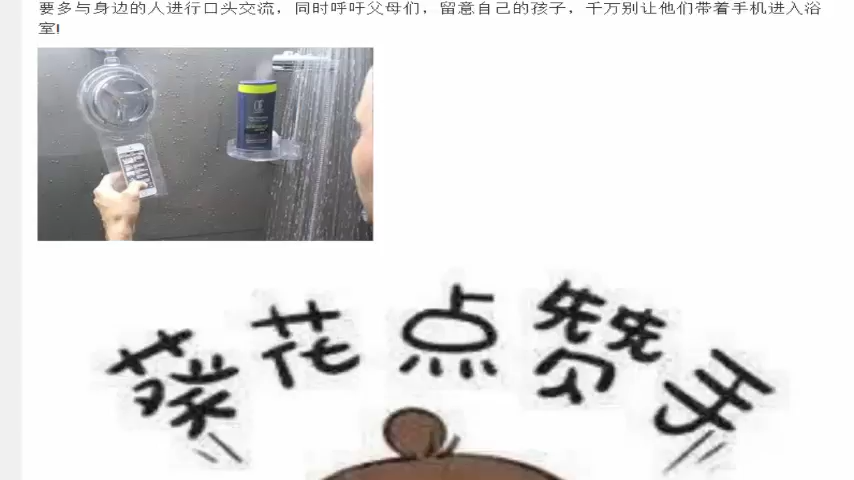 要多与身边的人进行口头交流，同时呼吁父母们，留意自己的孩子，千万别让他们带着手机进入浴
室!
葵花点赞手